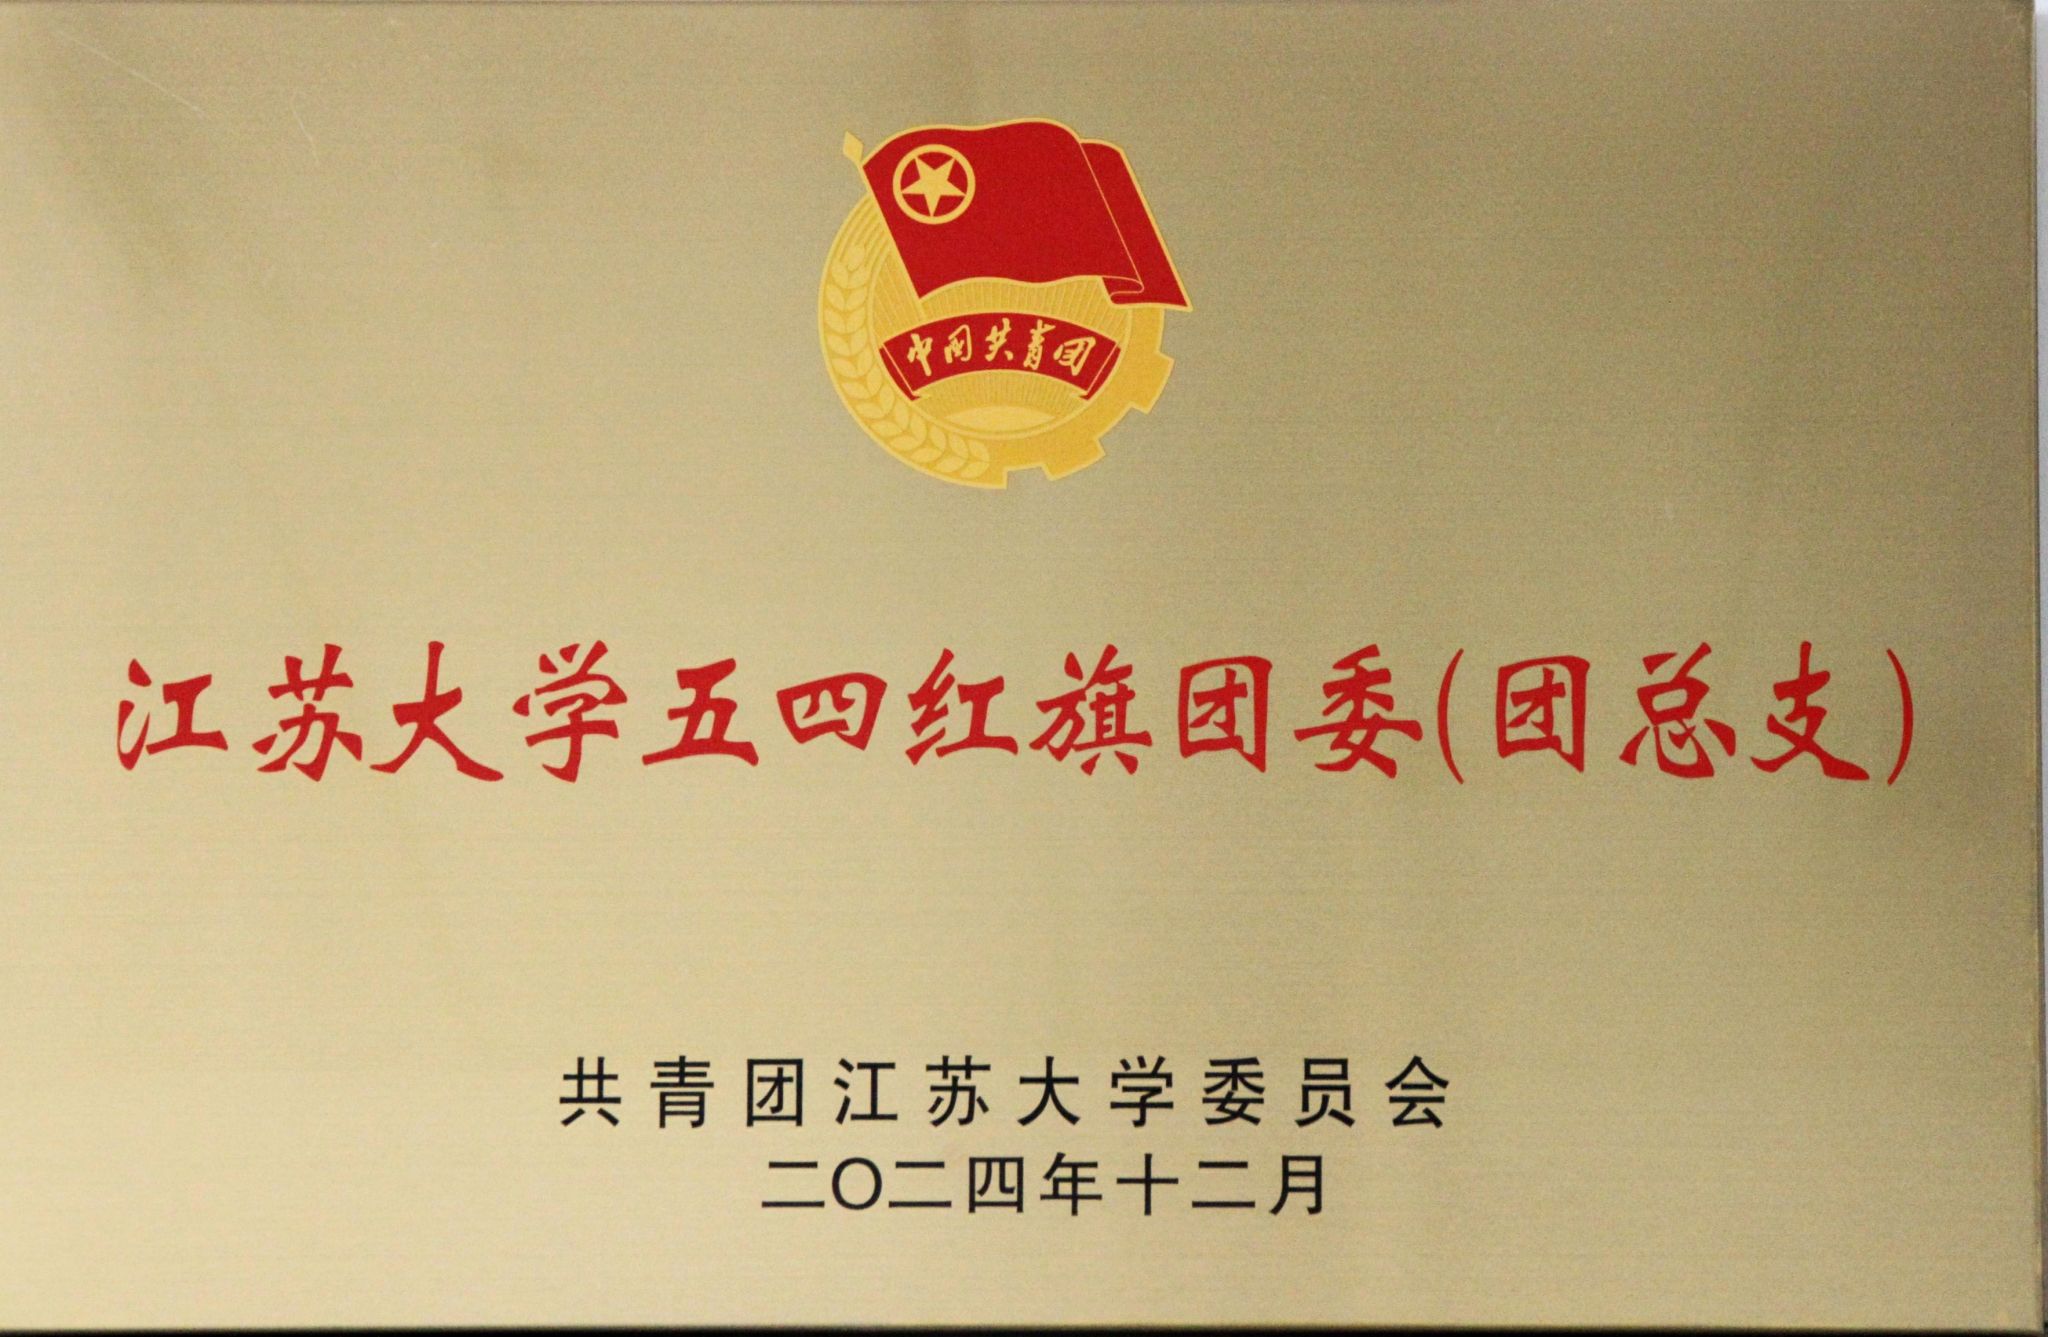 中国共青团
江苏大学五四红旗团委(团总支)
共青团江苏大学委员会
二〇二四年十二月